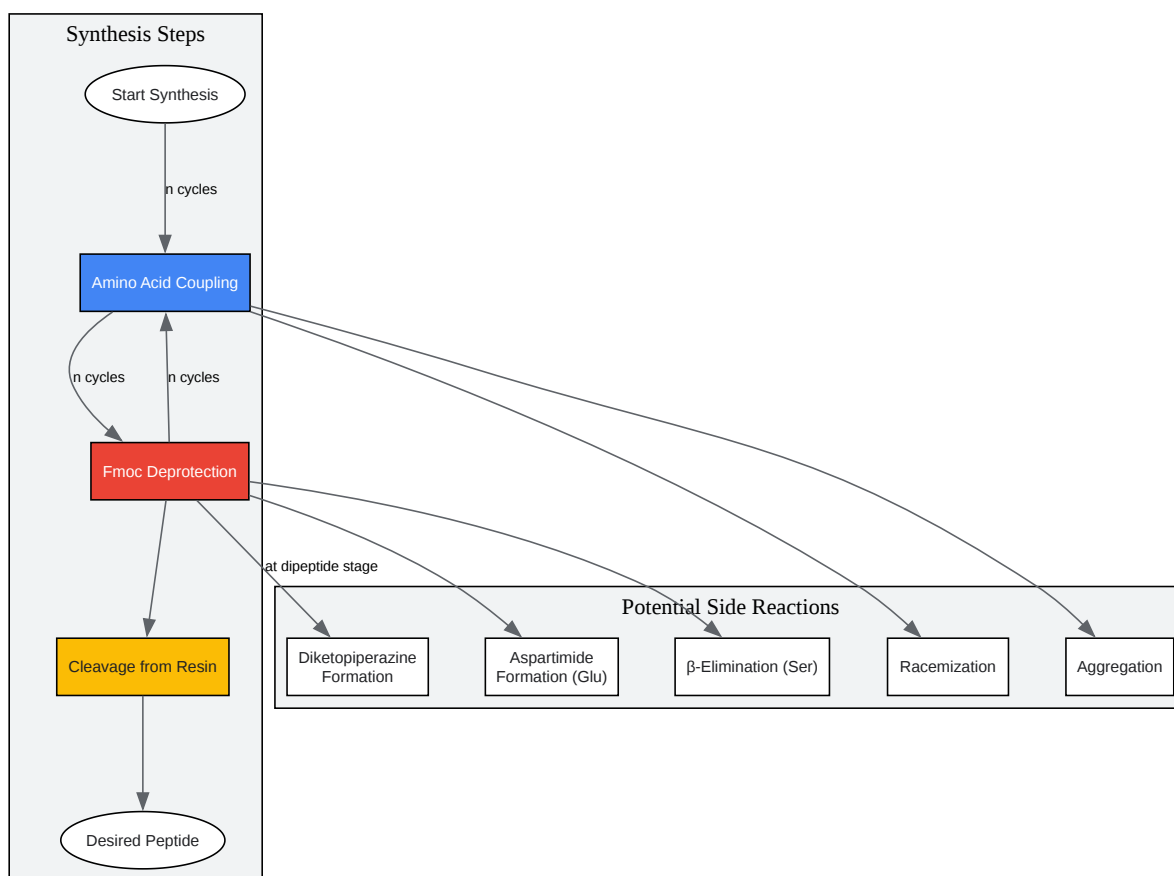 Synthesis Steps
Start Synthesis
n cycles
Amino Acid Coupling
n cycles
n cycles
Fmoc Deprotection
at dipeptide stage
Potential Side Reactions
Cleavage from Resin
Diketopiperazine
Formation
Aspartimide
Formation (Glu)
β-Elimination (Ser)
Racemization
Aggregation
Desired Peptide